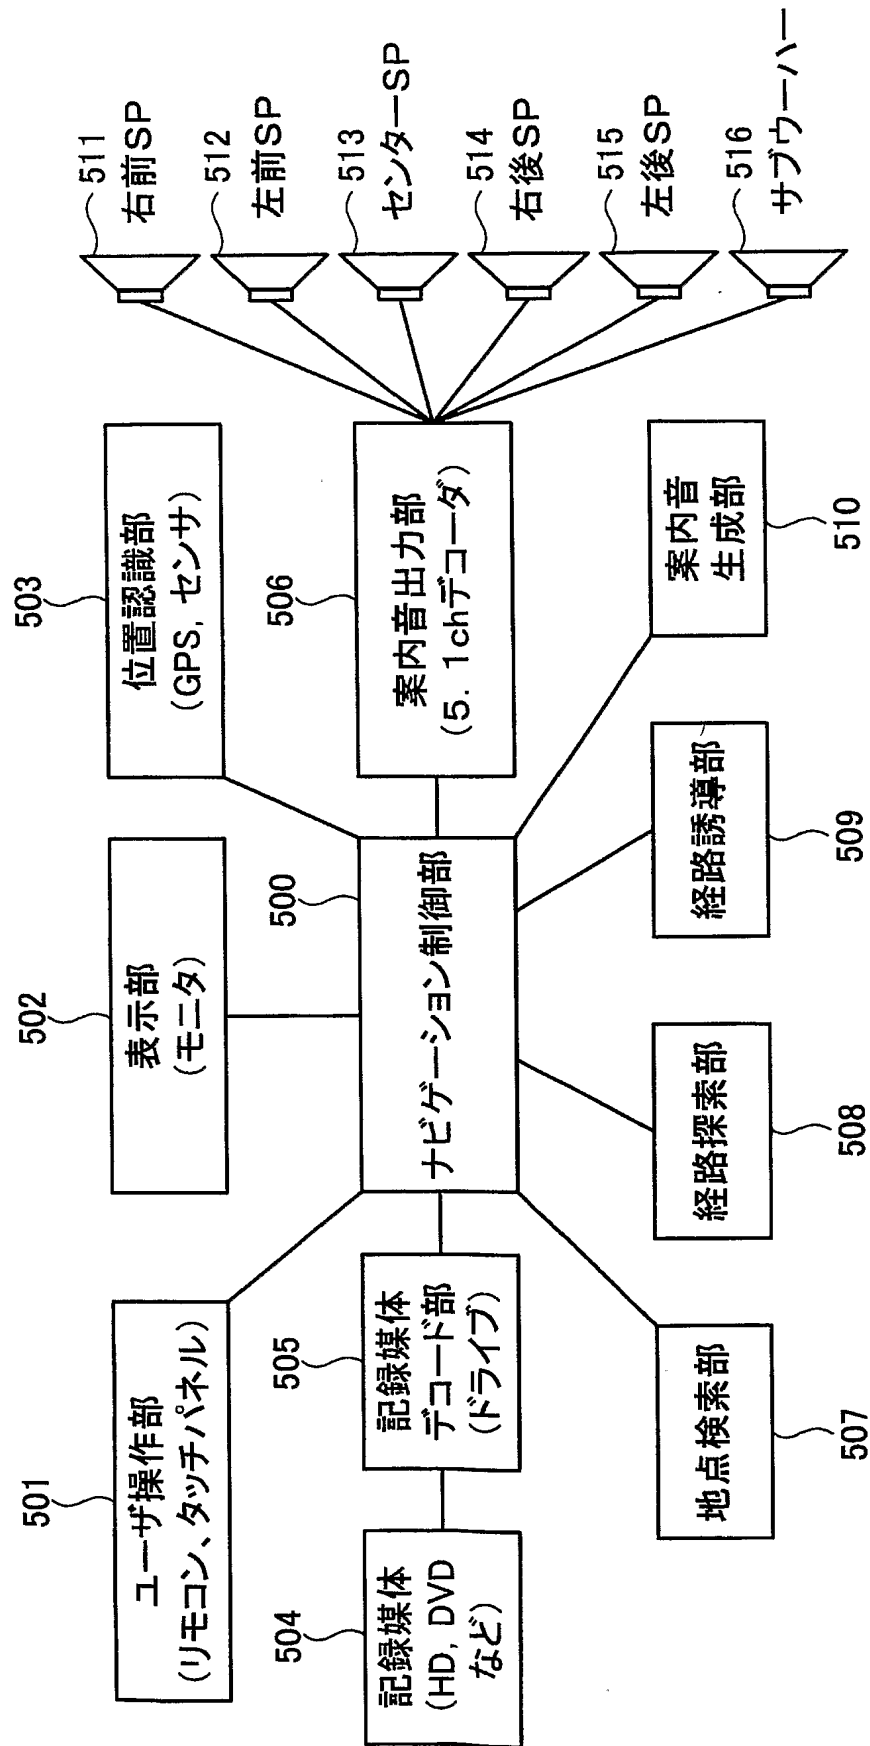 501
ユーザ操作部
(リモコン、タッチパネル)
502
表示部
(モニタ)
503
位置認識部
(GPS, センサ)
504
記録媒体
(HD, DVD
など)
505
記録媒体
デコード部
(ドライブ)
500
ナビゲーション制御部
506
案内音出力部
(5. 1chデコーダ)
511
右前SP
512
左前SP
513
センターSP
514
右後SP
515
左後SP
516
サブウーハー
地点検索部
507
経路探索部
508
経路誘導部
509
案内音
生成部
510